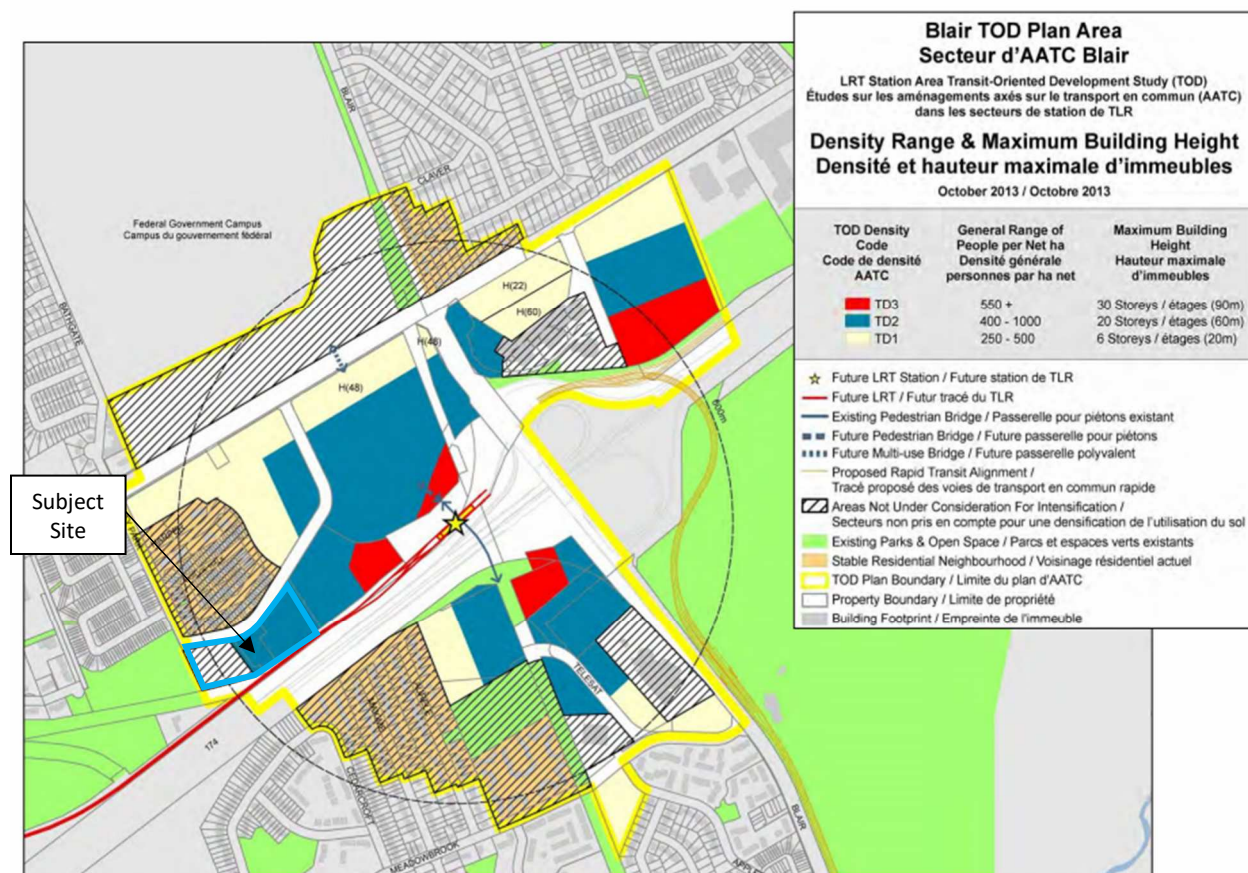 Blair TOD Plan Area
Secteur d'AATC Blair
LRT Station Area Transit-Oriented Development Study (TOD)
Études sur les aménagements axés sur le transport en commun (AATC)
dans les secteurs de station de TLR
Density Range & Maximum Building Height
Densité et hauteur maximale d'immeubles
October 2013 / Octobre 2013
TOD Density Code
Code de densité AATC
General Range of People per Net ha
Densité générale personnes par ha net
Maximum Building Height
Hauteur maximale d'immeubles
TD3 550 + 30 Storeys / étages (90m)
TD2 400 - 1000 20 Storeys / étages (60m)
TD1 250 - 500 6 Storeys / étages (20m)
Future LRT Station / Future station de TLR
Future LRT / Futur tracé du TLR
Existing Pedestrian Bridge / Passerelle pour piétons existant
Future Pedestrian Bridge / Future passerelle pour piétons
Future Multi-use Bridge / Future passerelle polyvalent
Proposed Rapid Transit Alignment /
Tracé proposé des voies de transport en commun rapide
Areas Not Under Consideration For Intensification /
Secteurs non pris en compte pour une densification de l'utilisation du sol
Existing Parks & Open Space / Parcs et espaces verts existants
Stable Residential Neighbourhood / Voisinage résidentiel actuel
TOD Plan Boundary / Limite du plan d'AATC
Property Boundary / Limite de propriété
Building Footprint / Empreinte de l'immeuble
BLAIR
CLAVER
Federal Government Campus
Campus du gouvernement fédéral
BATHGATE
H(22)
H(60)
H(48)
H(48)
600m
Subject
Site
TELESAT
174
CEDARCROFT
MEADOWBROOK
BLAIR